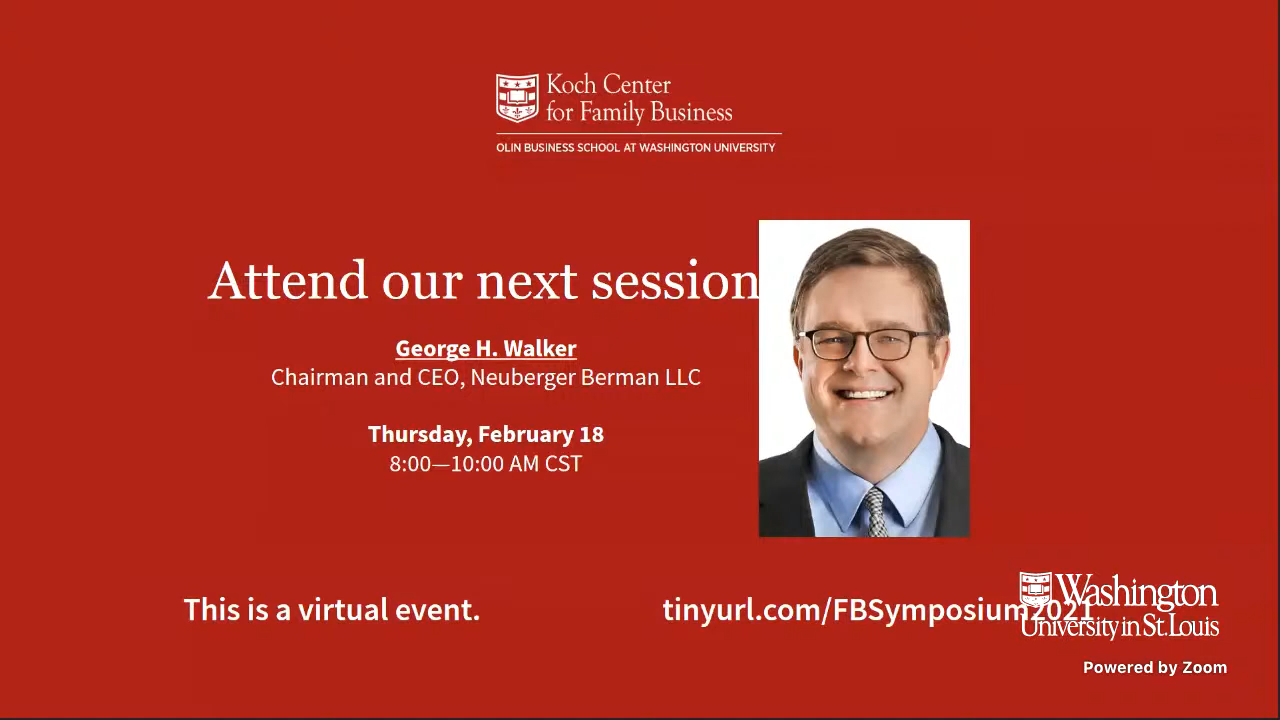 Koch Center
for Family Business
OLIN BUSINESS SCHOOL AT WASHINGTON UNIVERSITY
Attend our next session
George H. Walker
Chairman and CEO, Neuberger Berman LLC
Thursday, February 18
8:00—10:00 AM CST
This is a virtual event.
tinyurl.com/FBSymposium2021
Washington
University in St. Louis
Powered by Zoom